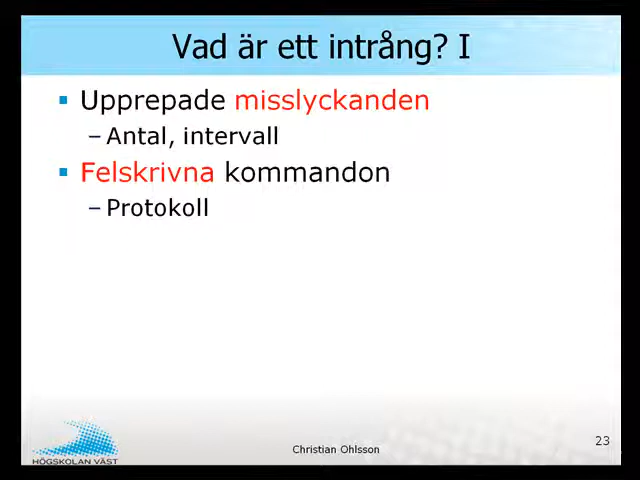 Vad är ett intrång? I
▪ Upprepade misslyckanden
– Antal, intervall
▪ Felskrivna kommandon
– Protokoll
HÖGSKOLAN VÄST
Christian Ohlsson
23